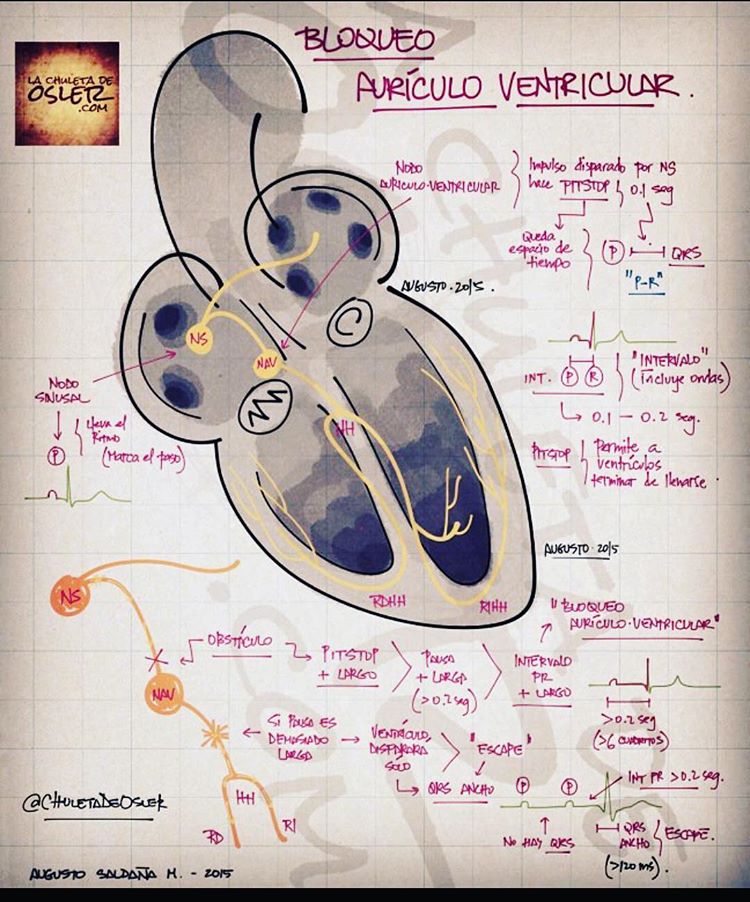 LA CHULETA DE
OSLER
.COM
BLOQUEO
AURÍCULO VENTRICULAR.
NODO
AURÍCULO-VENTRICULAR
Impulso disparado por NS
hace PITSTOP
0.1 seg
Queda
espacio de
tiempo
P
QRS
"P-R"
AUGUSTO. 2015.
NS
NAV
HH
NODO
SINUSAL
Lleva el
Ritmo
(Marca el paso)
P
INT. P R
"INTERVALO"
(incluye ondas)
0.1 - 0.2 seg.
PITSTOP
Permite a
ventrículos
terminar de llenarse.
AUGUSTO. 2015
RDHH
RIHH
NS
OBSTÁCULO
PITSTOP
+ LARGO
PAUSA
+ LARGA
(>0.2 seg)
INTERVALO
PR
+ LARGO
"BLOQUEO
AURÍCULO-VENTRICULAR"
>0.2 seg
(>6 CUADRITOS)
NAV
SI PAUSA ES
DEMASIADO
LARGA
VENTRÍCULO
DISPARARA
SOLO
"ESCAPE"
QRS ANCHO
HH
RD
RI
P
P
INT PR >0.2 seg.
NO HAY QRS
QRS
ANCHO
(>120 ms)
ESCAPE.
@CHULETADEOSLER
AUGUSTO SALDAÑA M. - 2015